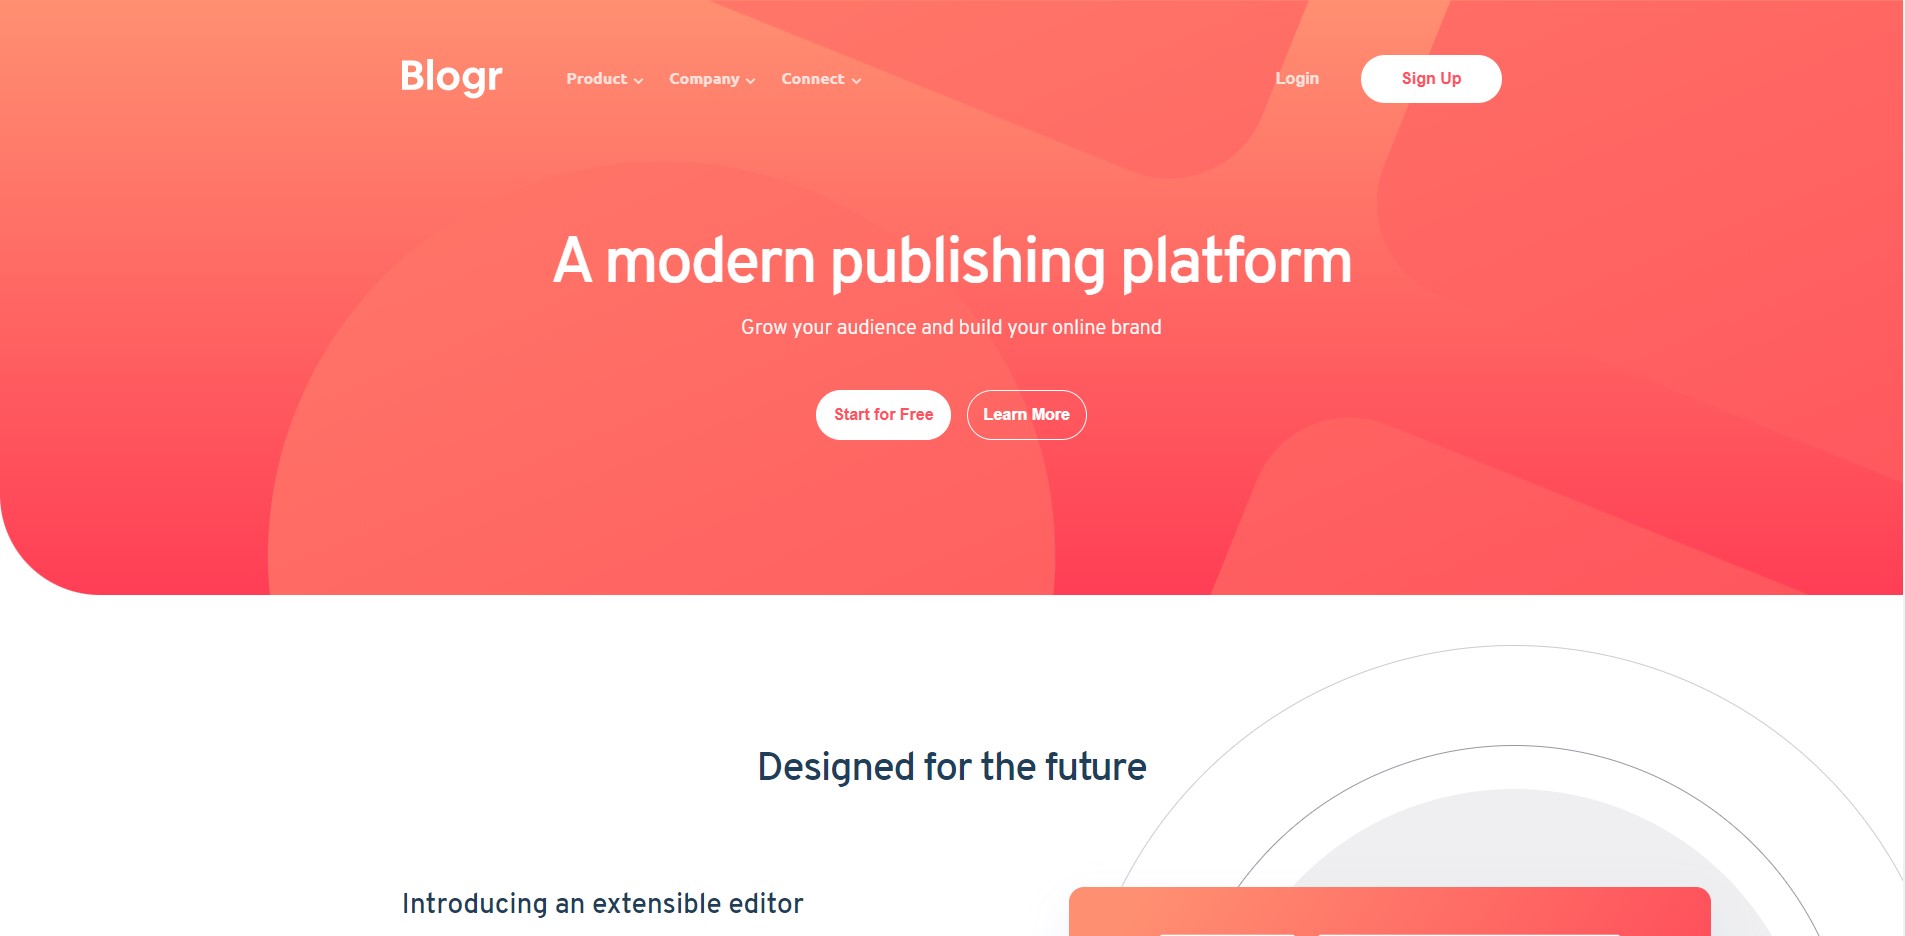 Blogr Product Company Connect Login Sign Up
A modern publishing platform
Grow your audience and build your online brand
Start for Free Learn More
Designed for the future
Introducing an extensible editor